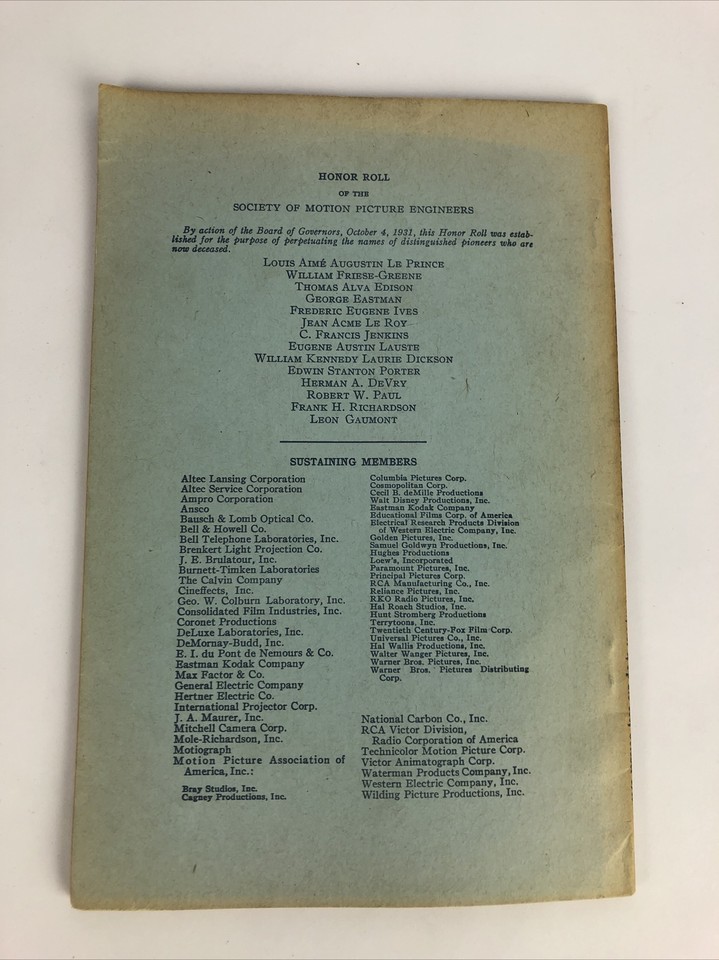 HONOR ROLL
OF THE
SOCIETY OF MOTION PICTURE ENGINEERS
By action of the Board of Governors, October 4, 1931, this Honor Roll was estab-
lished for the purpose of perpetuating the names of distinguished pioneers who are
now deceased.
LOUIS AIMÉ AUGUSTIN LE PRINCE
WILLIAM FRIESE-GREENE
THOMAS ALVA EDISON
GEORGE EASTMAN
FREDERIC EUGENE IVES
JEAN ACME LE ROY
C. FRANCIS JENKINS
EUGENE AUSTIN LAUSTE
WILLIAM KENNEDY LAURIE DICKSON
EDWIN STANTON PORTER
HERMAN A. DEVRY
ROBERT W. PAUL
FRANK H. RICHARDSON
LEON GAUMONT
SUSTAINING MEMBERS
Altec Lansing Corporation
Altec Service Corporation
Ampro Corporation
Ansco
Bausch & Lomb Optical Co.
Bell & Howell Co.
Bell Telephone Laboratories, Inc.
Brenkert Light Projection Co.
J. E. Brulatour, Inc.
Burnett-Timken Laboratories
The Calvin Company
Cineffects, Inc.
Geo. W. Colburn Laboratory, Inc.
Consolidated Film Industries, Inc.
Coronet Productions
DeLuxe Laboratories, Inc.
DeMornay-Budd, Inc.
E. I. du Pont de Nemours & Co.
Eastman Kodak Company
Max Factor & Co.
General Electric Company
Hertner Electric Co.
International Projector Corp.
J. A. Maurer, Inc.
Mitchell Camera Corp.
Mole-Richardson, Inc.
Motiograph
Motion Picture Association of
America, Inc.:
Bray Studios, Inc.
Cagney Productions, Inc.
Columbia Pictures Corp.
Cosmopolitan Corp.
Cecil B. deMille Productions
Walt Disney Productions, Inc.
Eastman Kodak Company
Educational Films Corp. of America
Electrical Research Products Division
of Western Electric Company, Inc.
Golden Pictures, Inc.
Samuel Goldwyn Productions, Inc.
Hughes Productions
Loew's, Incorporated
Paramount Pictures, Inc.
Principal Pictures Corp.
RCA Manufacturing Co., Inc.
Reliance Pictures, Inc.
RKO Radio Pictures, Inc.
Hal Roach Studios, Inc.
Hunt Stromberg Productions
Terrytoons, Inc.
Twentieth Century-Fox Film Corp.
Universal Pictures Co., Inc.
Hal Wallis Productions, Inc.
Walter Wanger Pictures, Inc.
Warner Bros. Pictures, Inc.
Warner Bros. Pictures Distributing
Corp.
National Carbon Co., Inc.
RCA Victor Division,
Radio Corporation of America
Technicolor Motion Picture Corp.
Victor Animatograph Corp.
Waterman Products Company, Inc.
Western Electric Company, Inc.
Wilding Picture Productions, Inc.